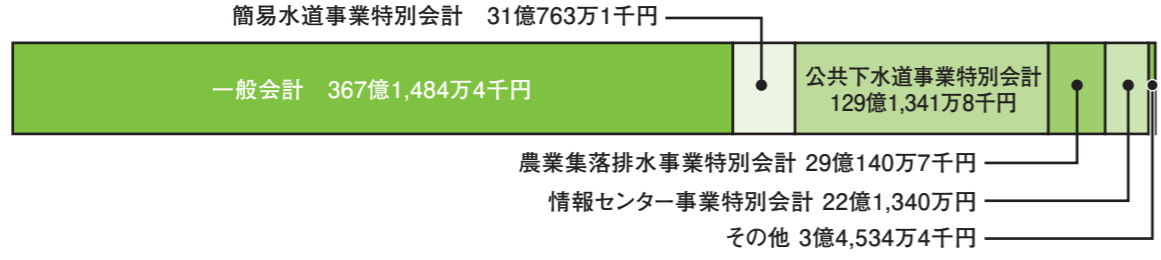 簡易水道事業特別会計　31億763万1千円
一般会計　367億1,484万4千円
公共下水道事業特別会計
129億1,341万8千円
農業集落排水事業特別会計 29億140万7千円
情報センター事業特別会計 22億1,340万円
その他 3億4,534万4千円